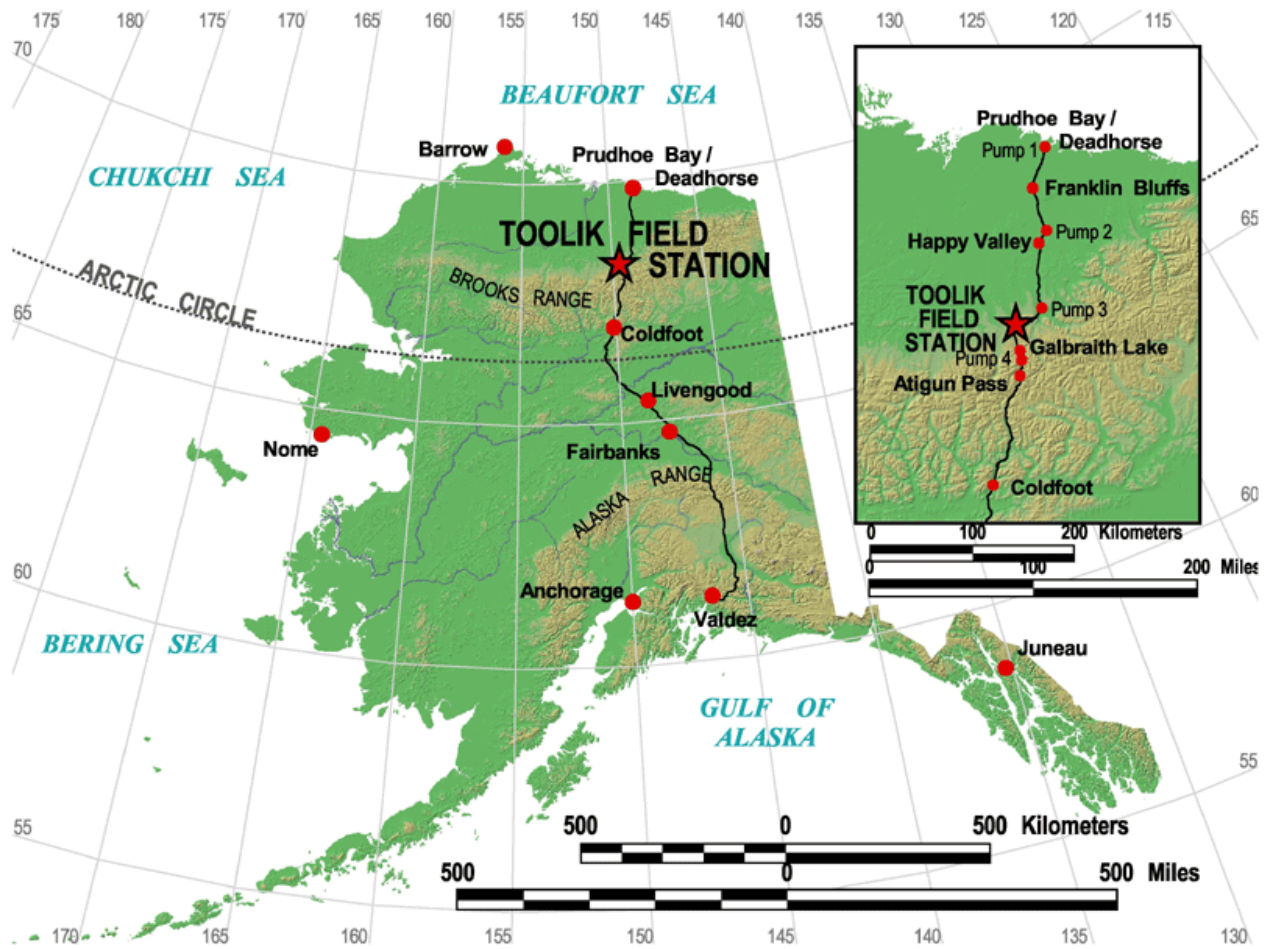 175 170 165 160 155 150 145 140 135 130 125 120 115
70
BEAUFORT SEA
Barrow
Prudhoe Bay /
Deadhorse
CHUKCHI SEA
TOOLIK FIELD
STATION
BROOKS RANGE
ARCTIC CIRCLE
65
Coldfoot
Livengood
Nome
Fairbanks
ALASKA RANGE
60
Anchorage
Valdez
BERING SEA
Juneau
GULF OF
ALASKA
55
Prudhoe Bay /
Deadhorse
Pump 1
Franklin Bluffs
Pump 2
Happy Valley
TOOLIK
FIELD
STATION
Pump 3
Galbraith Lake
Pump 4
Atigun Pass
Coldfoot
0 100 200 Kilometers
0 100 200 Miles
65
60
55
500 0 500 Kilometers
500 0 500 Miles
170 165 160 155 150 145 140 135 130